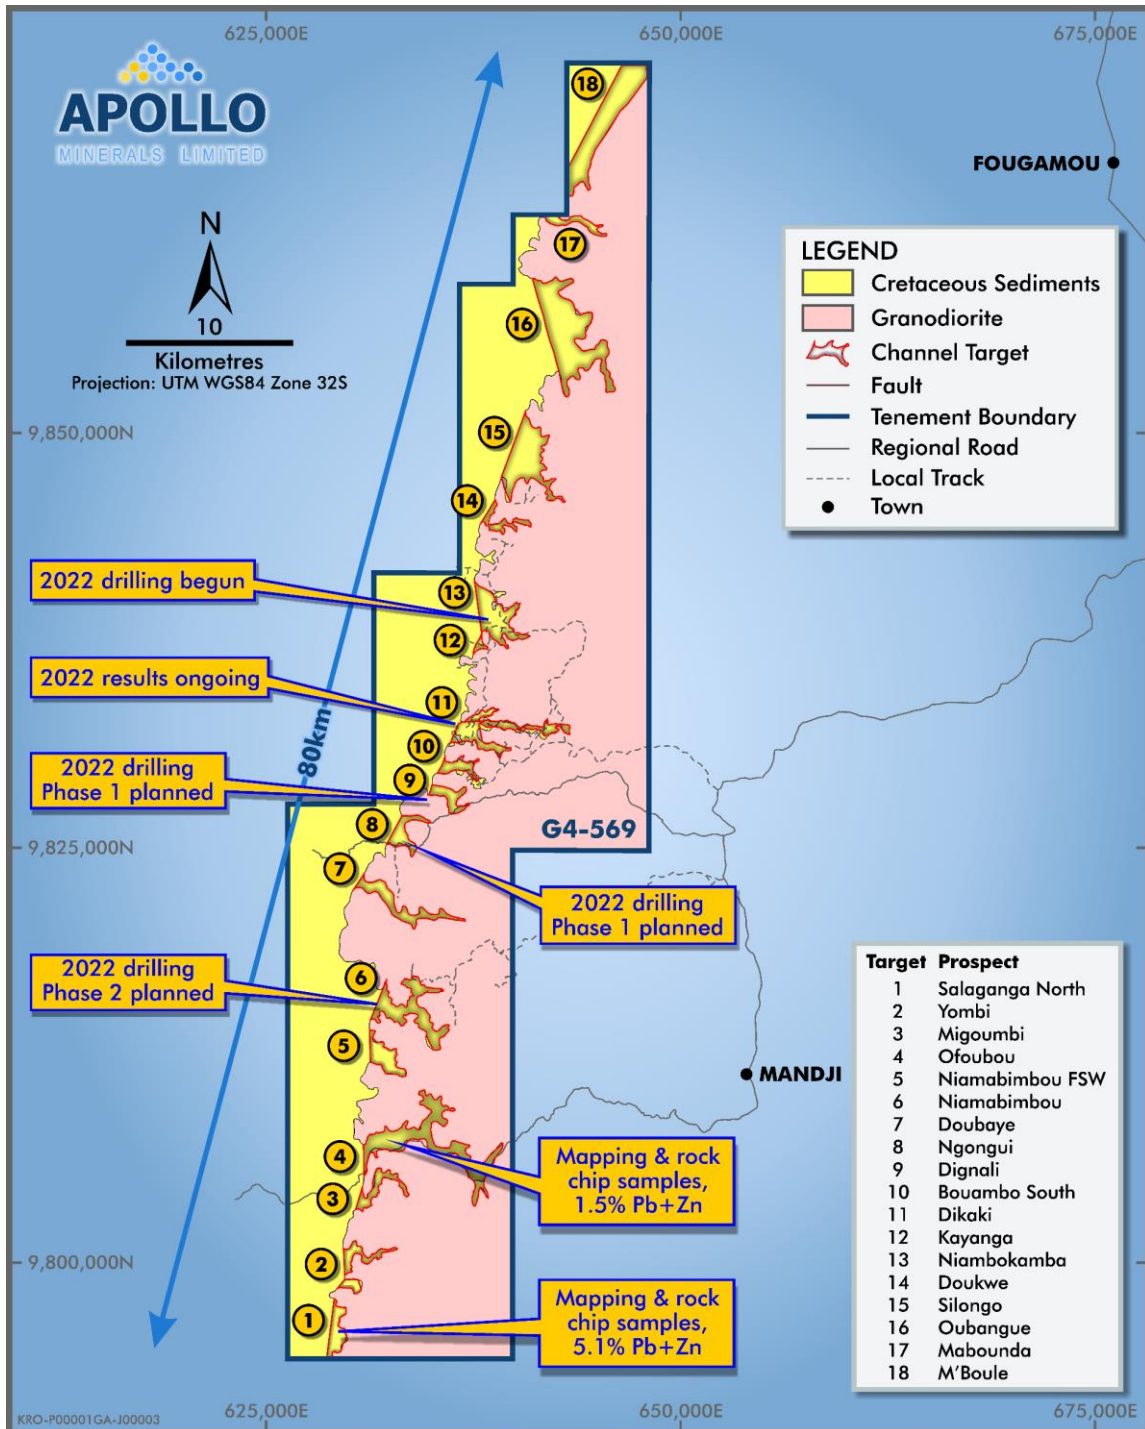 625,000E
650,000E
675,000E
APOLLO
MINERALS LIMITED
N
10
Kilometres
Projection: UTM WGS84 Zone 32S
FOUGAMOU
LEGEND
Cretaceous Sediments
Granodiorite
Channel Target
Fault
Tenement Boundary
Regional Road
Local Track
Town
18
17
16
15
14
13
12
11
10
9
8
7
6
5
4
3
2
1
9,850,000N
2022 drilling begun
2022 results ongoing
80km
2022 drilling
Phase 1 planned
G4-569
9,825,000N
2022 drilling
Phase 1 planned
2022 drilling
Phase 2 planned
MANDJI
Mapping & rock
chip samples,
1.5% Pb+Zn
9,800,000N
Mapping & rock
chip samples,
5.1% Pb+Zn
Target Prospect
1 Salaganga North
2 Yombi
3 Migoumbi
4 Ofoubou
5 Niamabimbou FSW
6 Niamabimbou
7 Doubaye
8 Ngongui
9 Dignali
10 Bouambo South
11 Dikaki
12 Kayanga
13 Niambokamba
14 Doukwe
15 Silongo
16 Oubangue
17 Mabounda
18 M'Boule
KRO-P00001GA-J00003
625,000E
650,000E
675,000E